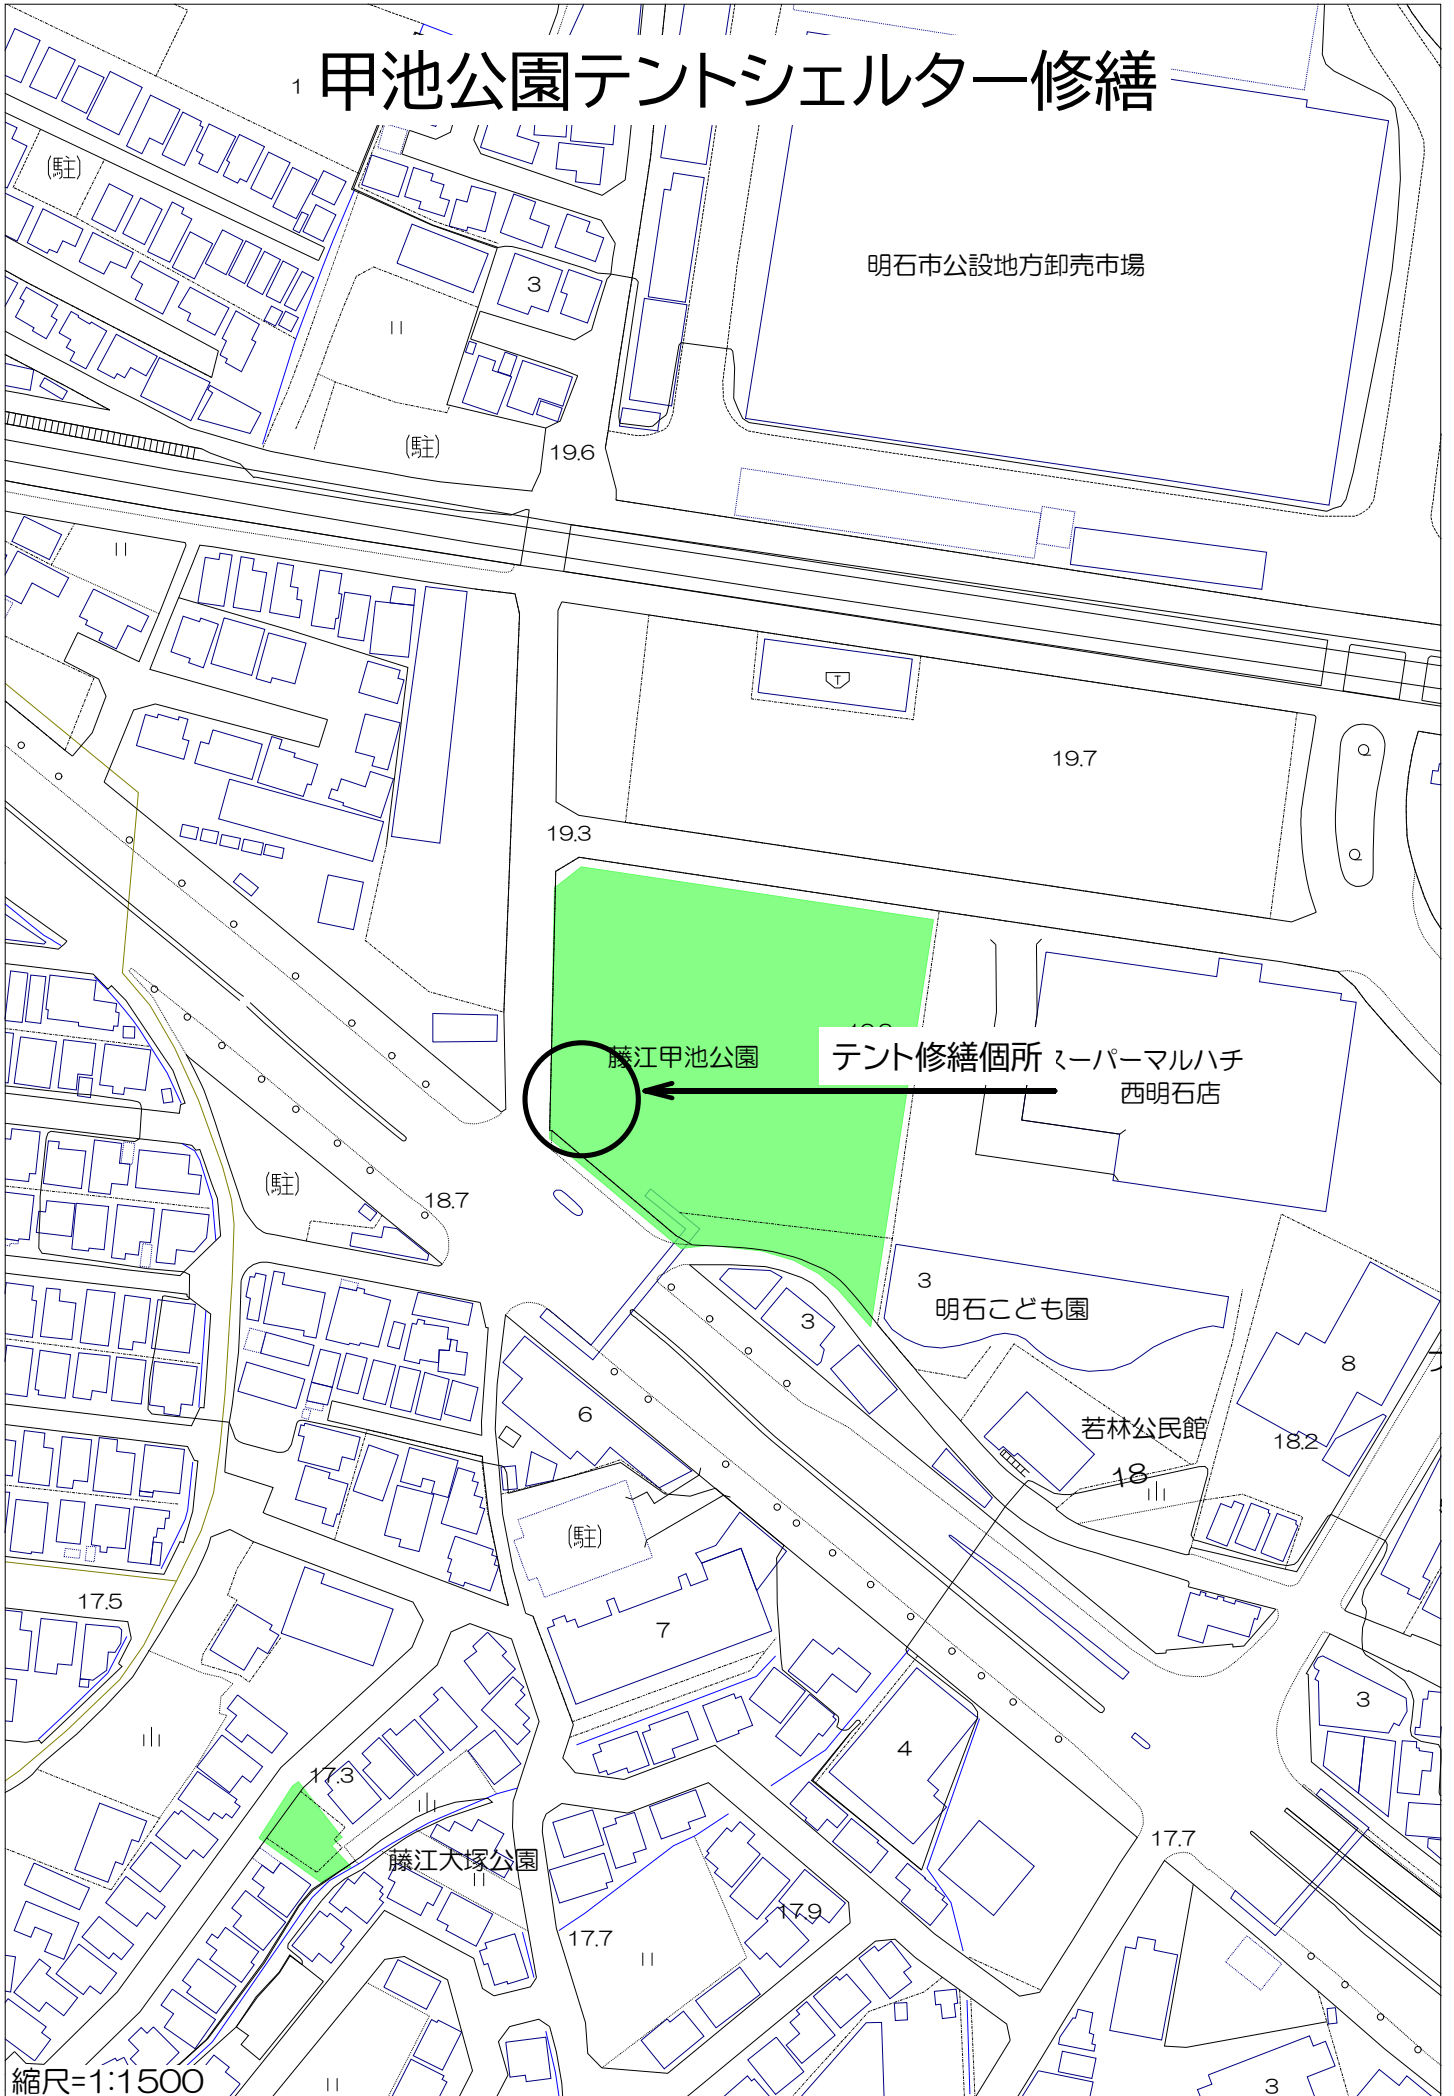 甲池公園テントシェルター修繕
1
(駐)
明石市公設地方卸売市場
3
(駐)
19.6
T
19.7
19.3
藤江甲池公園
テント修繕個所
スーパーマルハチ
西明石店
(駐)
18.7
3
明石こども園
3
8
6
若林公民館
18.2
18
(駐)
17.5
7
3
4
17.3
17.7
藤江大塚公園
17.9
17.7
縮尺=1:1500
3